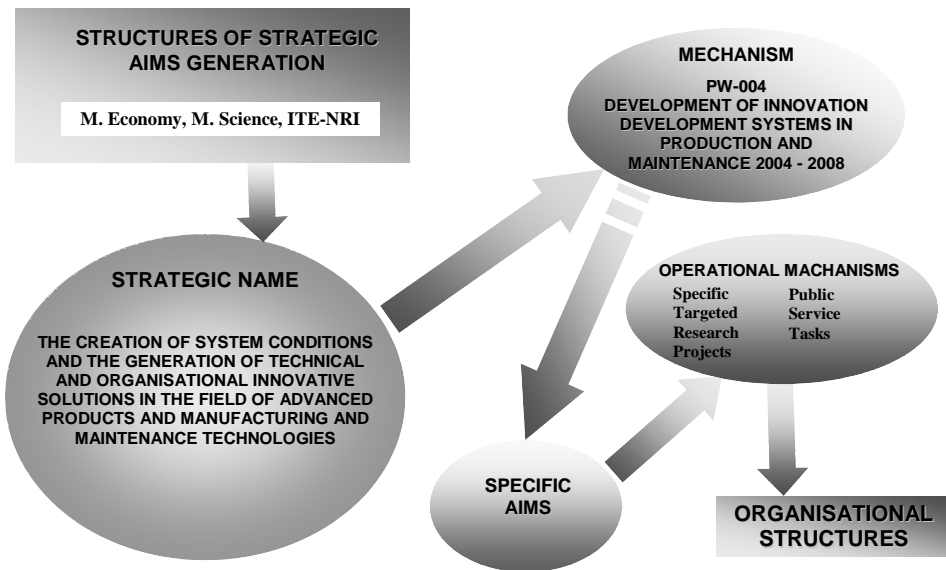 STRUCTURES OF STRATEGIC
AIMS GENERATION
M. Economy, M. Science, ITE-NRI
STRATEGIC NAME
THE CREATION OF SYSTEM CONDITIONS
AND THE GENERATION OF TECHNICAL
AND ORGANISATIONAL INNOVATIVE
SOLUTIONS IN THE FIELD OF ADVANCED
PRODUCTS AND MANUFACTURING AND
MAINTENANCE TECHNOLOGIES
MECHANISM
PW-004
DEVELOPMENT OF INNOVATION
DEVELOPMENT SYSTEMS IN
PRODUCTION AND
MAINTENANCE 2004 - 2008
SPECIFIC
AIMS
OPERATIONAL MACHANISMS
Specific
Targeted
Research
Projects
Public
Service
Tasks
ORGANISATIONAL
STRUCTURES